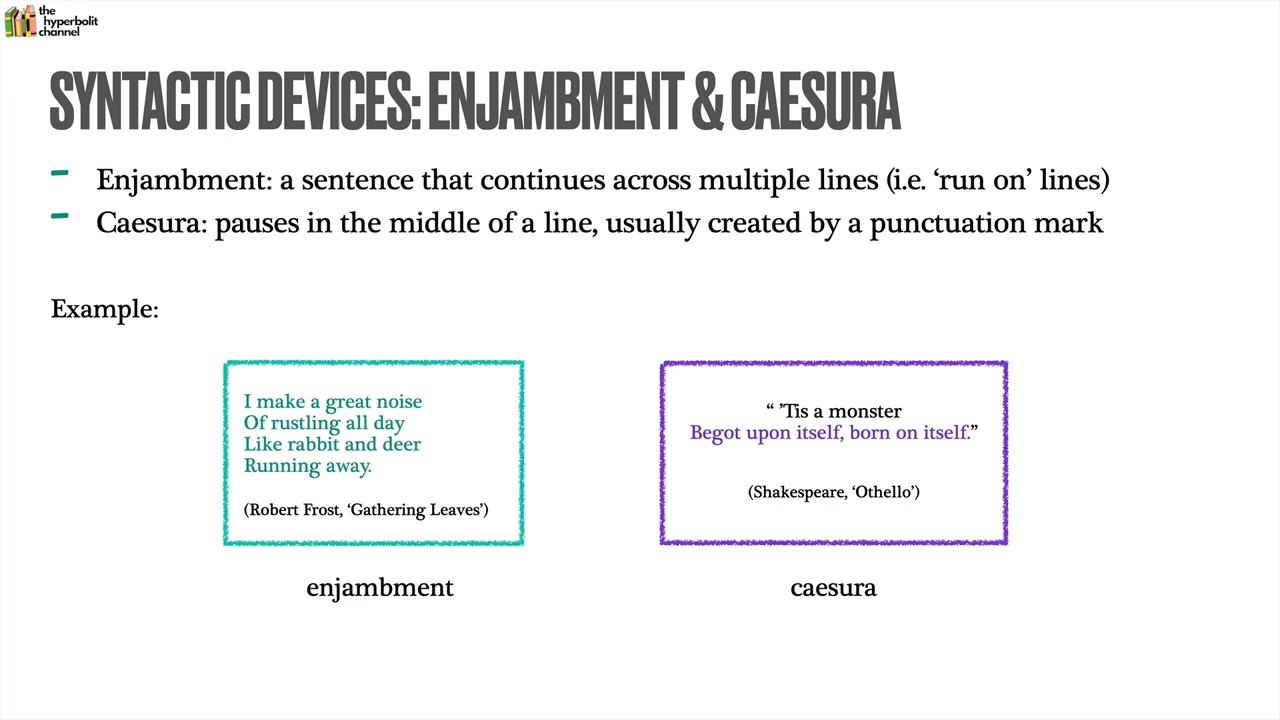 the
hyperbolit
channel
SYNTACTIC DEVICES: ENJAMBMENT & CAESURA
- Enjambment: a sentence that continues across multiple lines (i.e. ‘run on’ lines)
- Caesura: pauses in the middle of a line, usually created by a punctuation mark
Example:
I make a great noise
Of rustling all day
Like rabbit and deer
Running away.
(Robert Frost, ‘Gathering Leaves’)
enjambment
“ ’Tis a monster
Begot upon itself, born on itself.”
(Shakespeare, ‘Othello’)
caesura